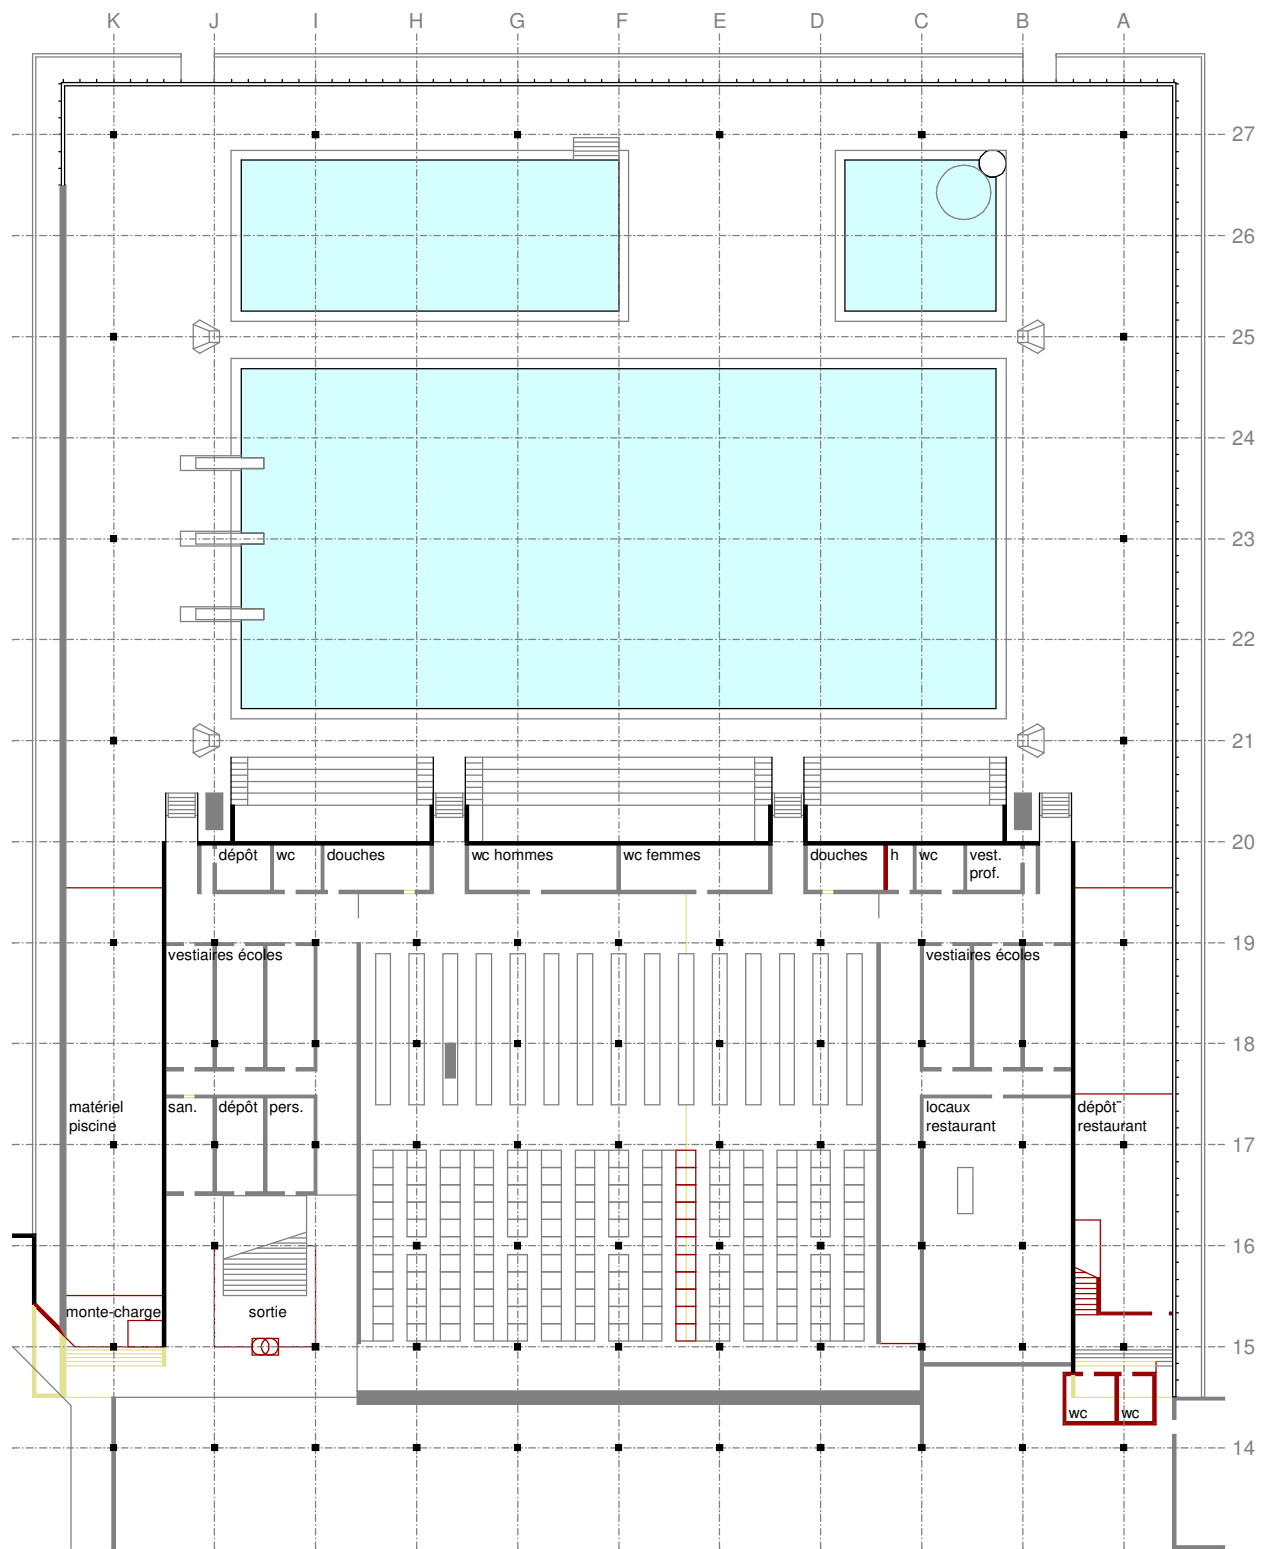 K J I H G F E D C B A
27
26
25
24
23
22
21
20
dépôt wc douches wc hommes wc femmes douches h wc vest.
prof.
19
vestiaires écoles vestiaires écoles
18
matériel san. dépôt pers. locaux dépôt¨
piscine restaurant restaurant
17
16
monte-charge sortie
15
wc wc
14